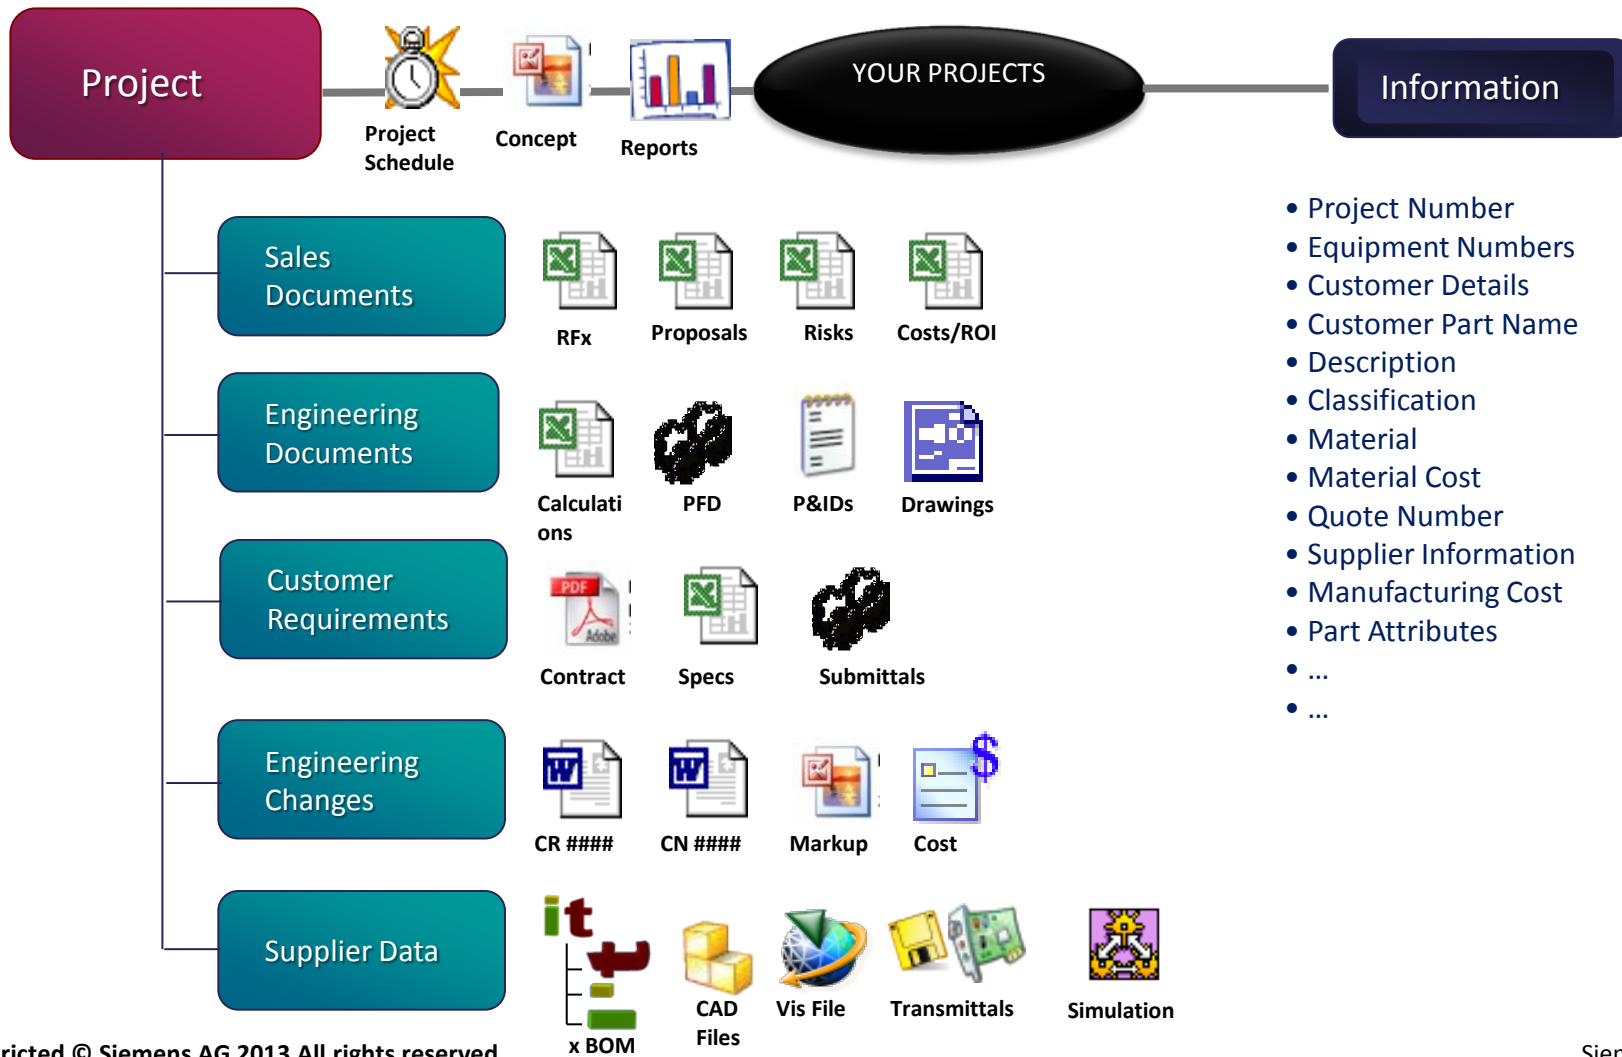 Project
Project
Schedule
Concept
Reports
YOUR PROJECTS
Information
Sales
Documents
RFx
Proposals
Risks
Costs/ROI
Engineering
Documents
Calculati
ons
PFD
P&IDs
Drawings
Customer
Requirements
PDF
Adobe
Contract
Specs
Submittals
Engineering
Changes
W
W
$
CR ####
CN ####
Markup
Cost
Supplier Data
it
x BOM
CAD
Files
Vis File
Transmittals
Simulation
• Project Number
• Equipment Numbers
• Customer Details
• Customer Part Name
• Description
• Classification
• Material
• Material Cost
• Quote Number
• Supplier Information
• Manufacturing Cost
• Part Attributes
• ...
• ...
ricted © Siemens AG 2013 All rights reserved
Sien